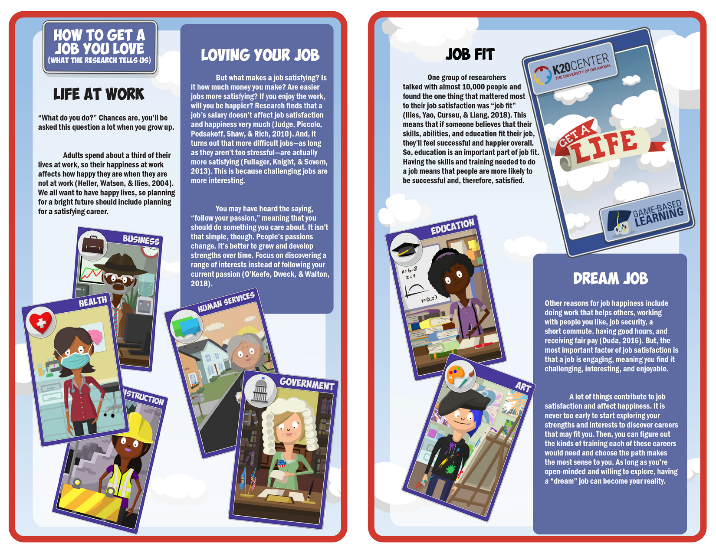 HOW TO GET A
JOB YOU LOVE
(WHAT THE RESEARCH TELLS US)
LIFE AT WORK
"What do you do?" Chances are, you'll be
asked this question a lot when you grow up.
Adults spend about a third of their
lives at work, so their happiness at work
affects how happy they are when they are
not at work (Heller, Watson, & Ilies, 2004).
We all want to have happy lives, so planning
for a bright future should include planning
for a satisfying career.
BUSINESS
HEALTH
NSTRUCTION
LOVING YOUR JOB
But what makes a job satisfying? Is
it how much money you make? Are easier
jobs more satisfying? If you enjoy the work,
will you be happier? Research finds that a
job's salary doesn't affect job satisfaction
and happiness very much (Judge, Piccolo,
Podsakoff, Shaw, & Rich, 2010). And, it
turns out that more difficult jobs—as long
as they aren't too stressful—are actually
more satisfying (Fullagar, Knight, & Sovern,
2013). This is because challenging jobs are
more interesting.
You may have heard the saying,
"follow your passion," meaning that you
should do something you care about. It isn't
that simple, though. People's passions
change. It's better to grow and develop
strengths over time. Focus on discovering a
range of interests instead of following your
current passion (O'Keefe, Dweck, & Walton,
2018).
HUMAN SERVICES
GOVERNMENT
JOB FIT
One group of researchers
talked with almost 10,000 people and
found the one thing that mattered most
to their job satisfaction was "job fit"
(Ilies, Yao, Curseu, & Liang, 2018). This
means that if someone believes that their
skills, abilities, and education fit their job,
they'll feel successful and happier overall.
So, education is an important part of job fit.
Having the skills and training needed to do
a job means that people are more likely to
be successful and, therefore, satisfied.
EDUCATION
ART
K20CENTER
THE UNIVERSITY OF OKLAHOMA
GET A
LIFE
GAME-BASED
LEARNING
DREAM JOB
Other reasons for job happiness include
doing work that helps others, working
with people you like, job security, a
short commute, having good hours, and
receiving fair pay (Duda, 2016). But, the
most important factor of job satisfaction is
that a job is engaging, meaning you find it
challenging, interesting, and enjoyable.
A lot of things contribute to job
satisfaction and affect happiness. It is
never too early to start exploring your
strengths and interests to discover careers
that may fit you. Then, you can figure out
the kinds of training each of these careers
would need and choose the path makes
the most sense to you. As long as you're
open-minded and willing to explore, having
a "dream" job can become your reality.